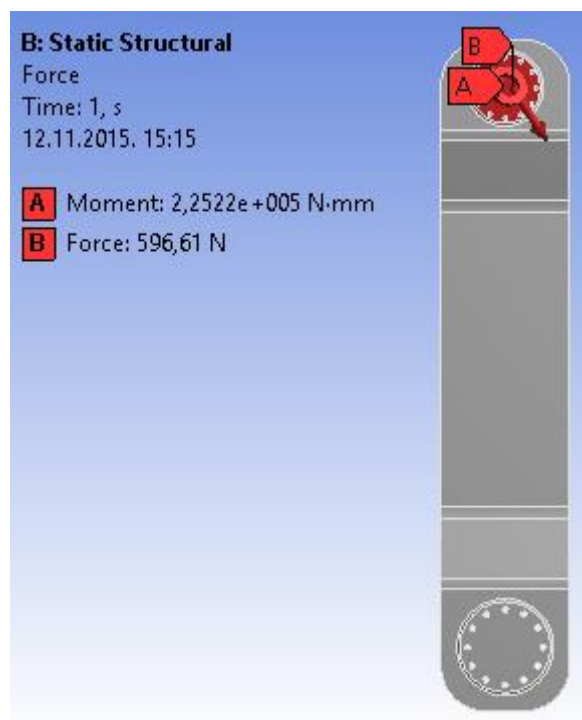 B: Static Structural
Force
Time: 1, s
12.11.2015. 15:15
A Moment: 2,2522e+005 N·mm
B Force: 596,61 N
B
A